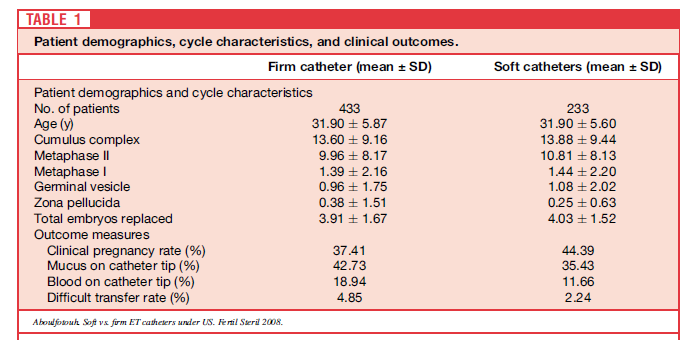 TABLE 1
Patient demographics, cycle characteristics, and clinical outcomes.
Firm catheter (mean ± SD) Soft catheters (mean ± SD)
Patient demographics and cycle characteristics
No. of patients 433 233
Age (y) 31.90 ± 5.87 31.90 ± 5.60
Cumulus complex 13.60 ± 9.16 13.88 ± 9.44
Metaphase II 9.96 ± 8.17 10.81 ± 8.13
Metaphase I 1.39 ± 2.16 1.44 ± 2.20
Germinal vesicle 0.96 ± 1.75 1.08 ± 2.02
Zona pellucida 0.38 ± 1.51 0.25 ± 0.63
Total embryos replaced 3.91 ± 1.67 4.03 ± 1.52
Outcome measures
Clinical pregnancy rate (%) 37.41 44.39
Mucus on catheter tip (%) 42.73 35.43
Blood on catheter tip (%) 18.94 11.66
Difficult transfer rate (%) 4.85 2.24
Aboulfotouh. Soft vs. firm ET catheters under US. Fertil Steril 2008.